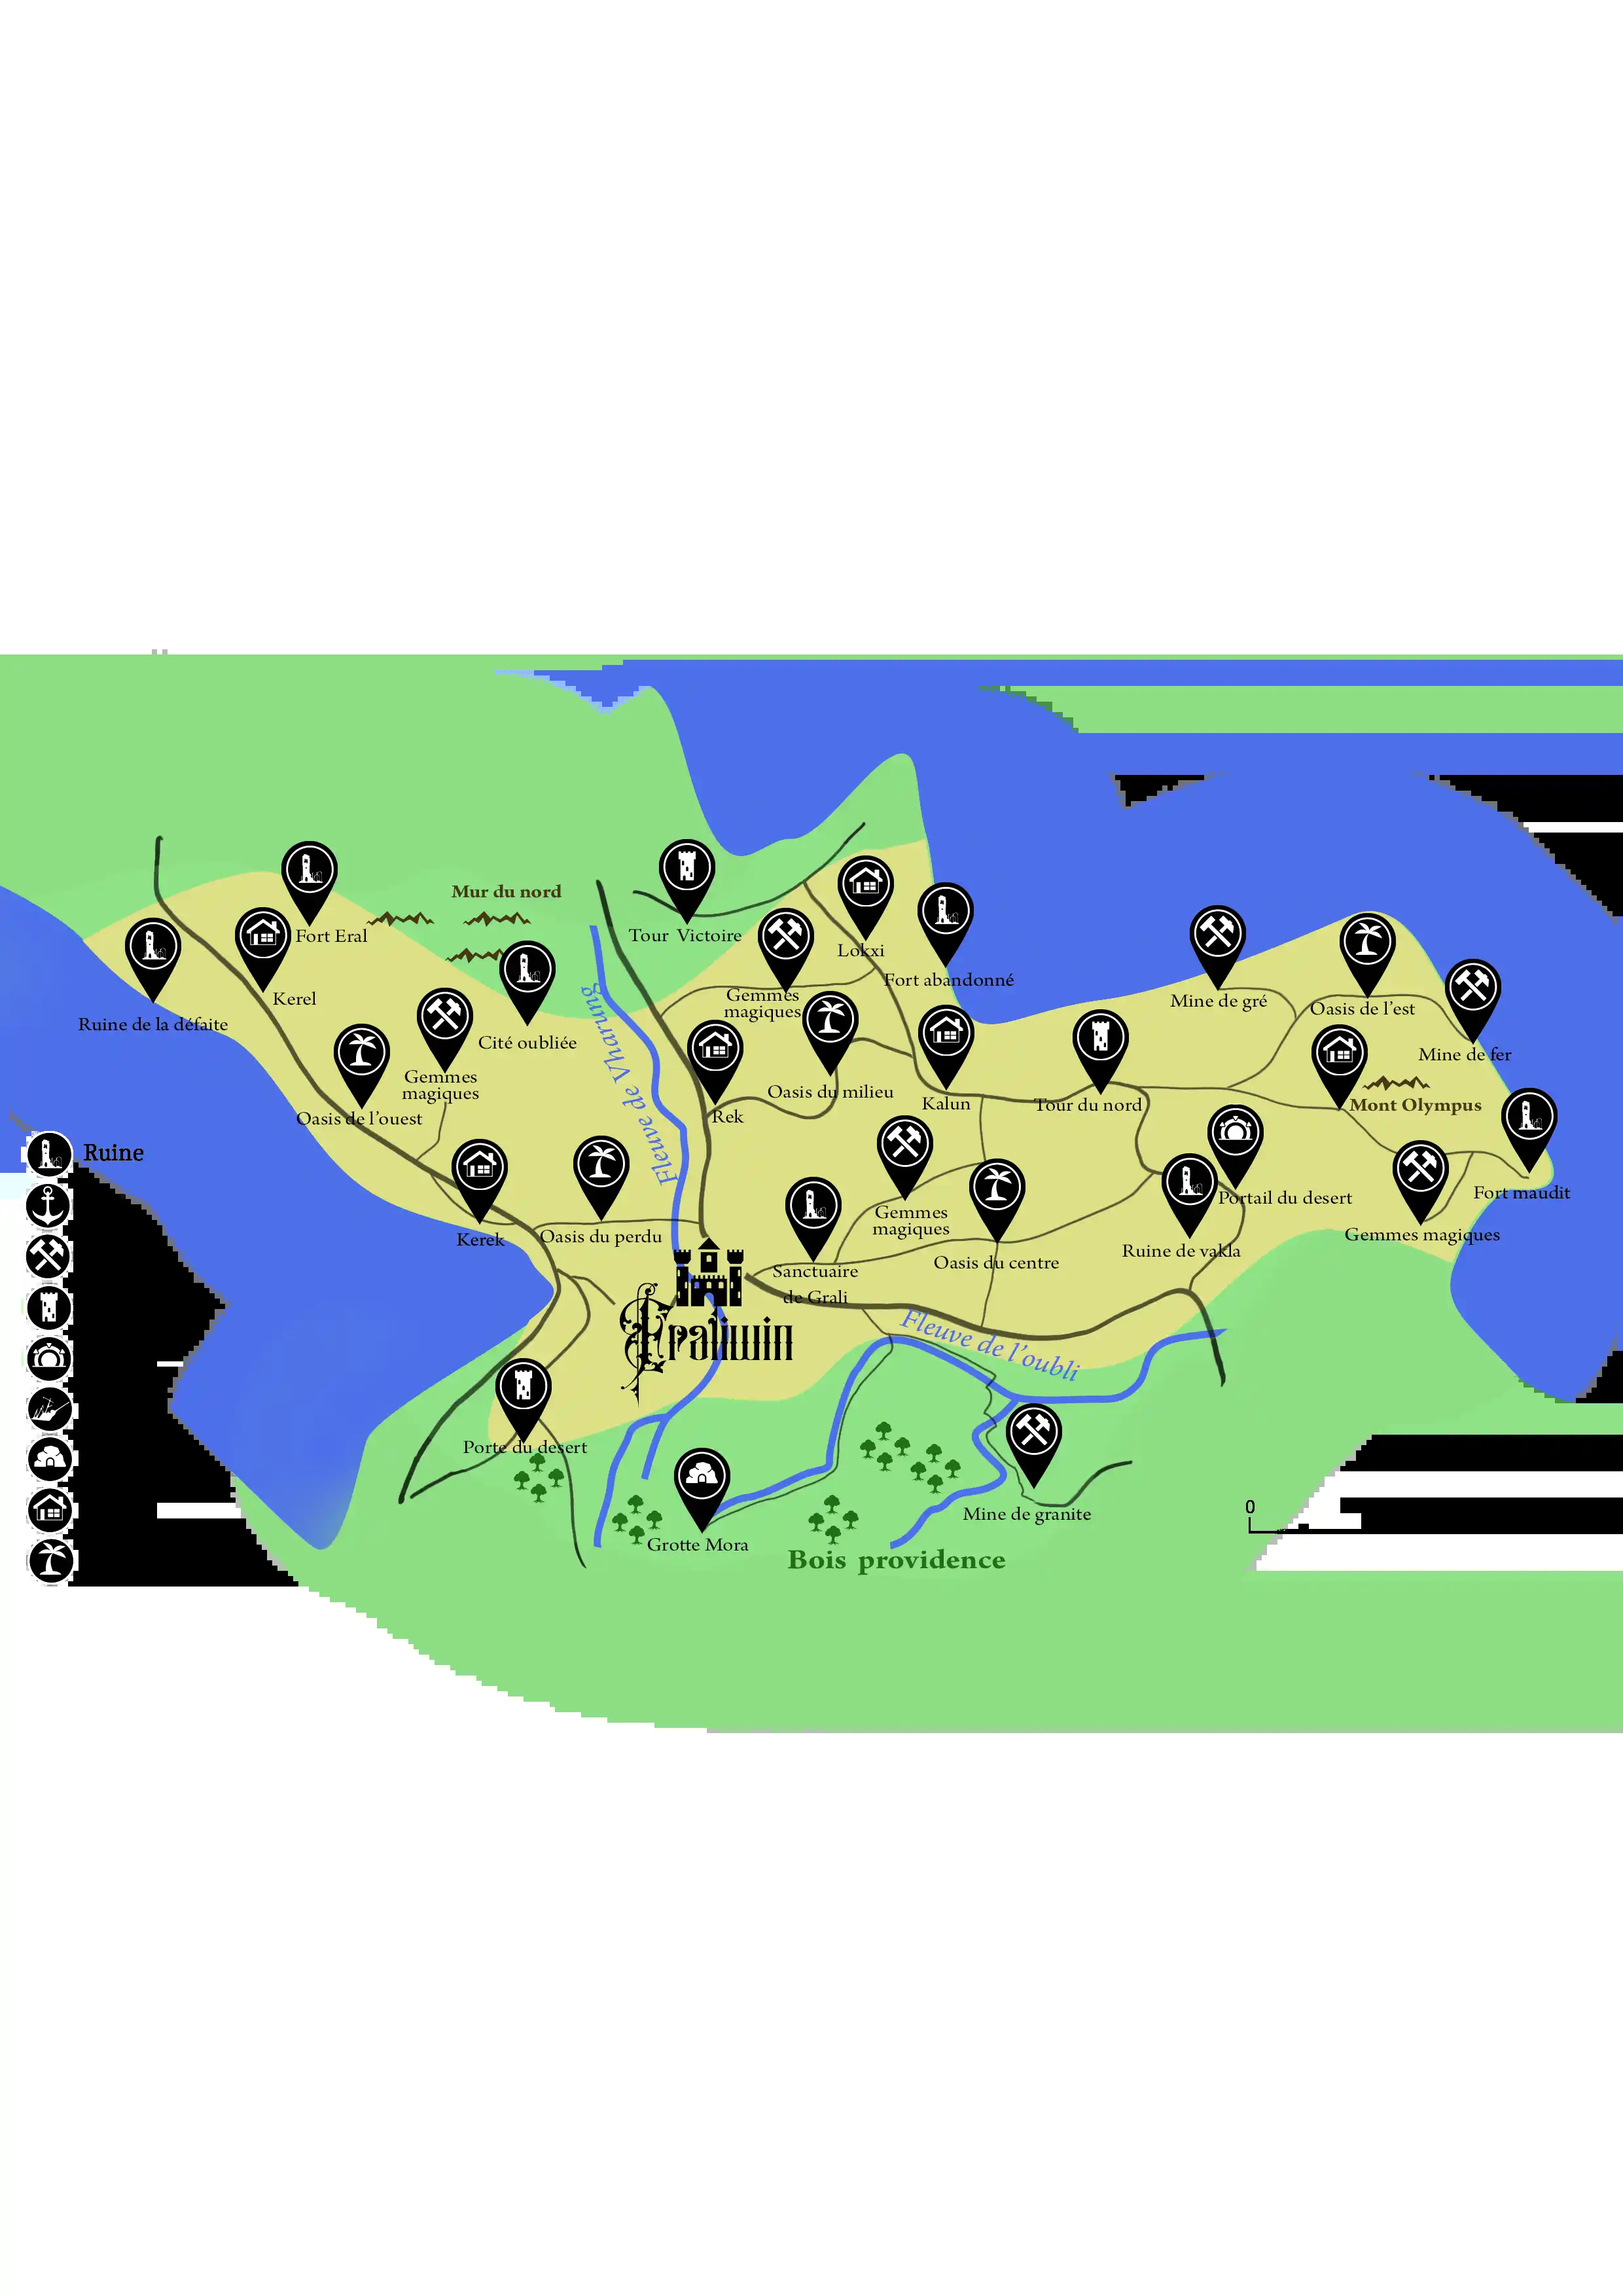 Mur du nord
Fort Eral
Tour Victoire
Lokxi
Fort abandonné
Kerel
Ruine de la défaite
Cité oubliée
Gemmes
magiques
Mine de gré
Oasis de l'est
Mine de fer
Fleuve de Vharung
Gemmes
magiques
Oasis de l'ouest
Rek
Oasis du milieu
Kalun
Tour du nord
Mont Olympus
Ruine
Kerek
Oasis du perdu
Gemmes
magiques
Portail du desert
Fort maudit
Gemmes magiques
Ruine de vakla
Oasis du centre
Sanctuaire
de Grali
Fleuve de l'oubli
Porte du desert
Mine de granite
Grotte Mora
Bois providence
0